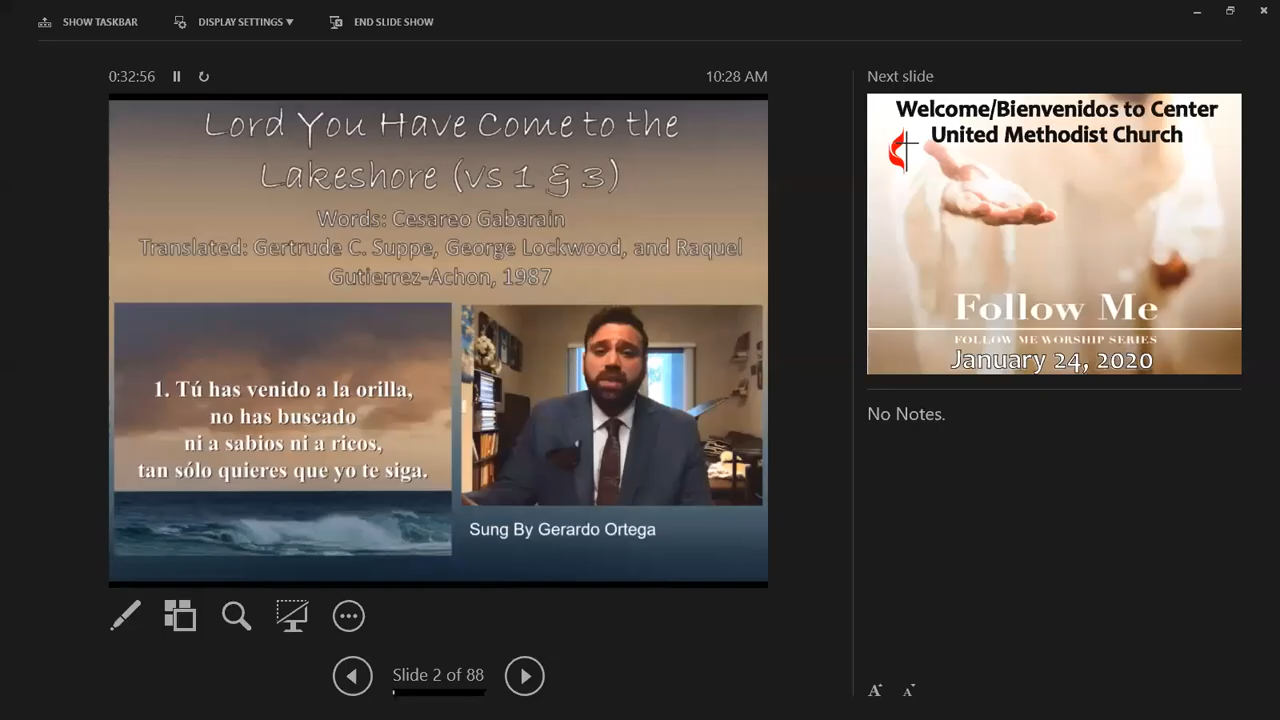 SHOW TASKBAR
DISPLAY SETTINGS
END SLIDE SHOW
0:32:56
10:28 AM
Lord You Have Come to the
Lakeshore (vs 1 & 3)
Words: Cesareo Gabarain
Translated: Gertrude C. Suppe, George Lockwood, and Raquel
Gutierrez-Achon, 1987
1. Tú has venido a la orilla,
no has buscado
ni a sabios ni a ricos,
tan sólo quieres que yo te siga.
Sung By Gerardo Ortega
Slide 2 of 88
Next slide
Welcome/Bienvenidos to Center
United Methodist Church
Follow Me
FOLLOW ME WORSHIP SERIES
January 24, 2020
No Notes.
A A